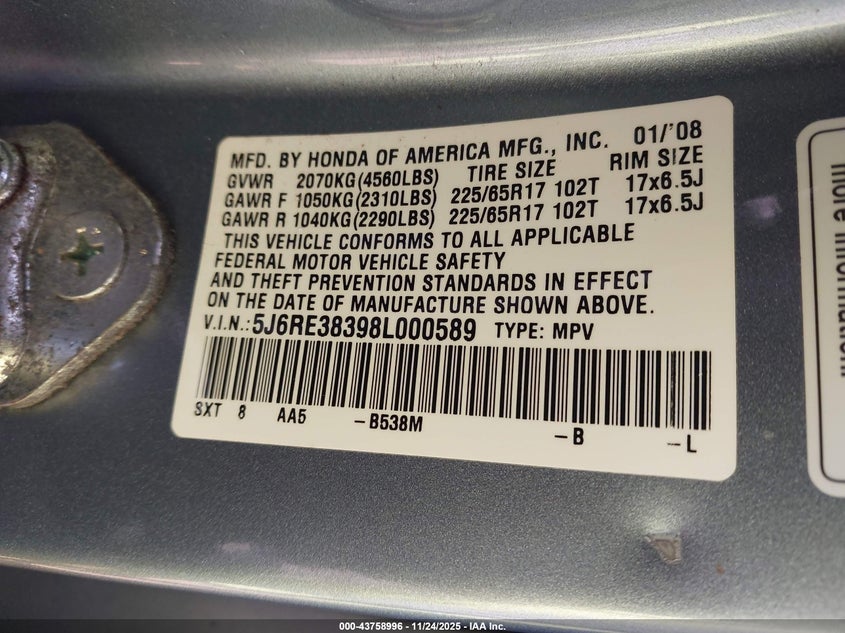 MFD. BY HONDA OF AMERICA MFG., INC. 01/'08
GVWR 2070KG(4560LBS) TIRE SIZE RIM SIZE
GAWR F 1050KG(2310LBS) 225/65R17 102T 17x6.5J
GAWR R 1040KG(2290LBS) 225/65R17 102T 17x6.5J
THIS VEHICLE CONFORMS TO ALL APPLICABLE
FEDERAL MOTOR VEHICLE SAFETY
AND THEFT PREVENTION STANDARDS IN EFFECT
ON THE DATE OF MANUFACTURE SHOWN ABOVE.
V.I.N.:5J6RE38398L000589 TYPE: MPV
SXT 8 AA5 -B538M -B -L
more information.
000-43758996 - 11/24/2025 - IAA Inc.